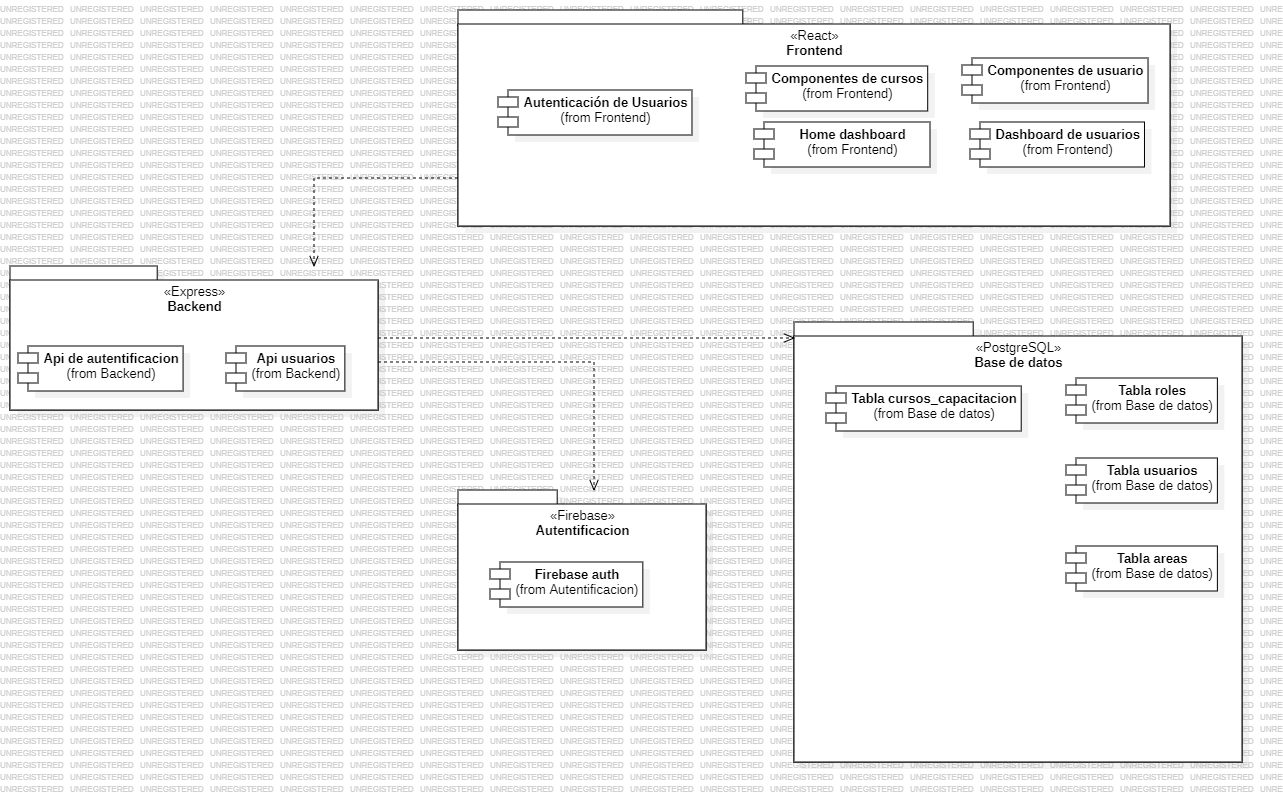 «React»
Frontend
Autenticación de Usuarios
(from Frontend)
Componentes de cursos
(from Frontend)
Componentes de usuario
(from Frontend)
Home dashboard
(from Frontend)
Dashboard de usuarios
(from Frontend)
«Express»
Backend
Api de autentificacion
(from Backend)
Api usuarios
(from Backend)
«PostgreSQL»
Base de datos
Tabla cursos_capacitacion
(from Base de datos)
Tabla roles
(from Base de datos)
Tabla usuarios
(from Base de datos)
Tabla areas
(from Base de datos)
«Firebase»
Autentificacion
Firebase auth
(from Autentificacion)
UNREGISTERED